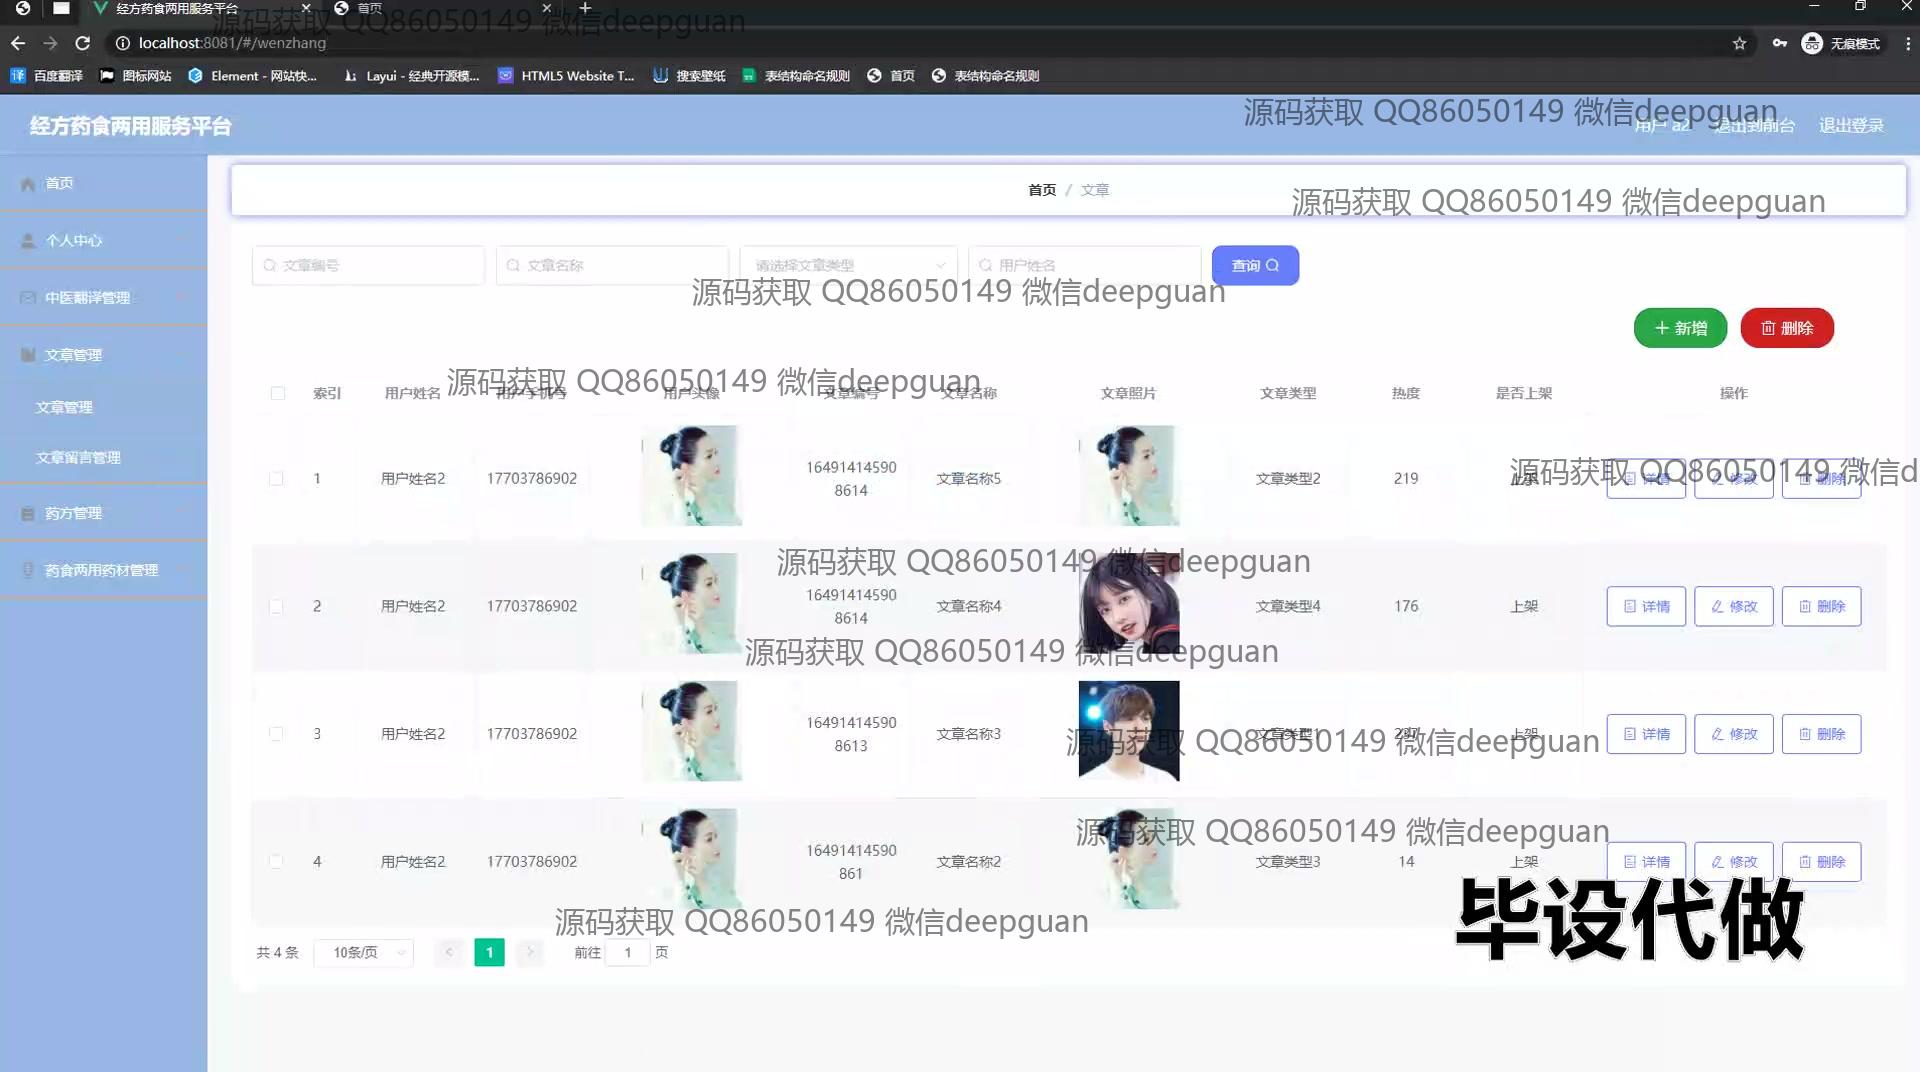 经方药食两用服务平台
首页
localhost:8081/#/wenzhang
无痕模式
百度翻译
图标网站
Element - 网站快...
Layui - 经典开源模...
HTML5 Website T...
搜索壁纸
表结构命名规则
首页
表结构命名规则
源码获取 QQ86050149 微信deepguan
经方药食两用服务平台
用户 a2
退出到前台
退出登录
源码获取 QQ86050149 微信deepguan
首页
个人中心
中医翻译管理
文章管理
文章管理
文章留言管理
药方管理
药食两用药材管理
首页 / 文章
源码获取 QQ86050149 微信deepguan
文章编号
文章名称
请选择文章类型
用户姓名
查询
源码获取 QQ86050149 微信deepguan
新增
删除
源码获取 QQ86050149 微信deepguan
索引 用户姓名 用户手机号 用户头像 文章编号 文章名称 文章照片 文章类型 热度 是否上架 操作
1 用户姓名2 17703786902 16491414590 8614 文章名称5 文章类型2 219 上架 详情 修改 删除
源码获取 QQ86050149 微信d
源码获取 QQ86050149 微信deepguan
2 用户姓名2 17703786902 16491414590 8614 文章名称4 文章类型4 176 上架 详情 修改 删除
源码获取 QQ86050149 微信deepguan
3 用户姓名2 17703786902 16491414590 8613 文章名称3 文章类型1 上架 详情 修改 删除
源码获取 QQ86050149 微信deepguan
源码获取 QQ86050149 微信deepguan
4 用户姓名2 17703786902 16491414590 861 文章名称2 文章类型3 14 上架 详情 修改 删除
源码获取 QQ86050149 微信deepguan
毕设代做
共 4 条 10条/页 < 1 > 前往 1 页